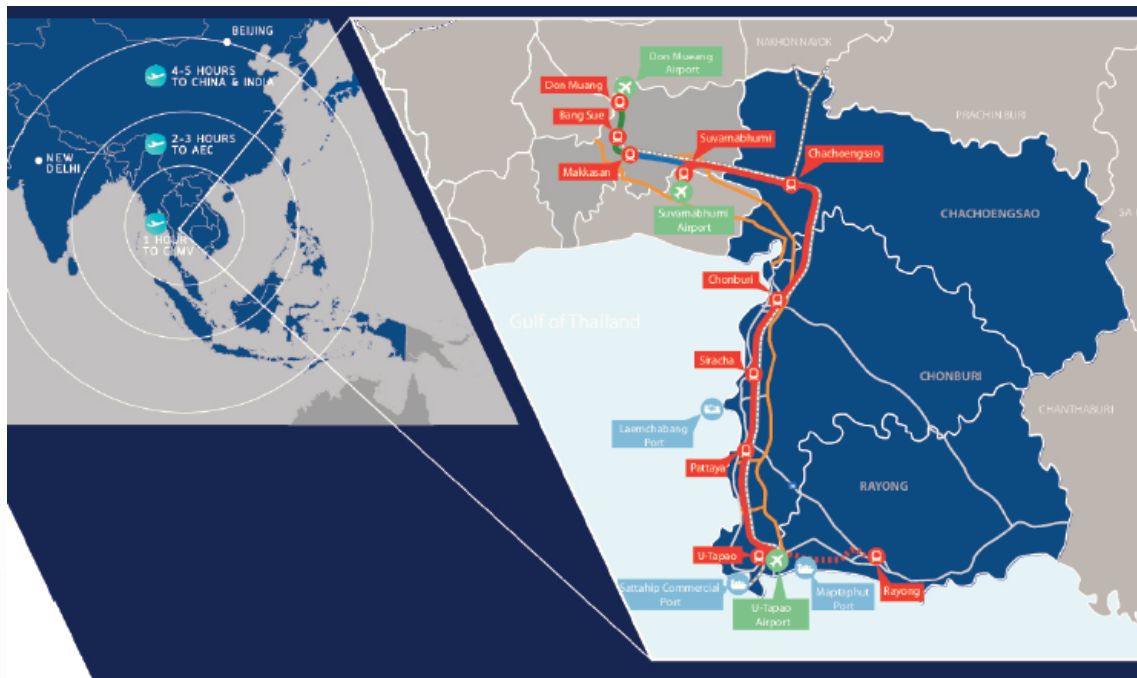 BEIJING
4-5 HOURS
TO CHINA & INDIA
2-3 HOURS
TO AEC
NEW
DELHI
1 HOUR
TO CLMV
NAKHON NAYOK
Don Mueang
Airport
Don Muang
Bang Sue
PRACHIN BURI
Suvarnabhumi
Makkasan
Chachoengsao
CHACHOENGSAO
SA
Suvarnabhumi
Airport
Chonburi
Gulf of Thailand
Siracha
CHONBURI
CHANTHABURI
Laemchabang
Port
Pattaya
RAYONG
U-Tapao
Sattahip Commercial
Port
U-Tapao
Airport
Maptaphut
Port
Rayong